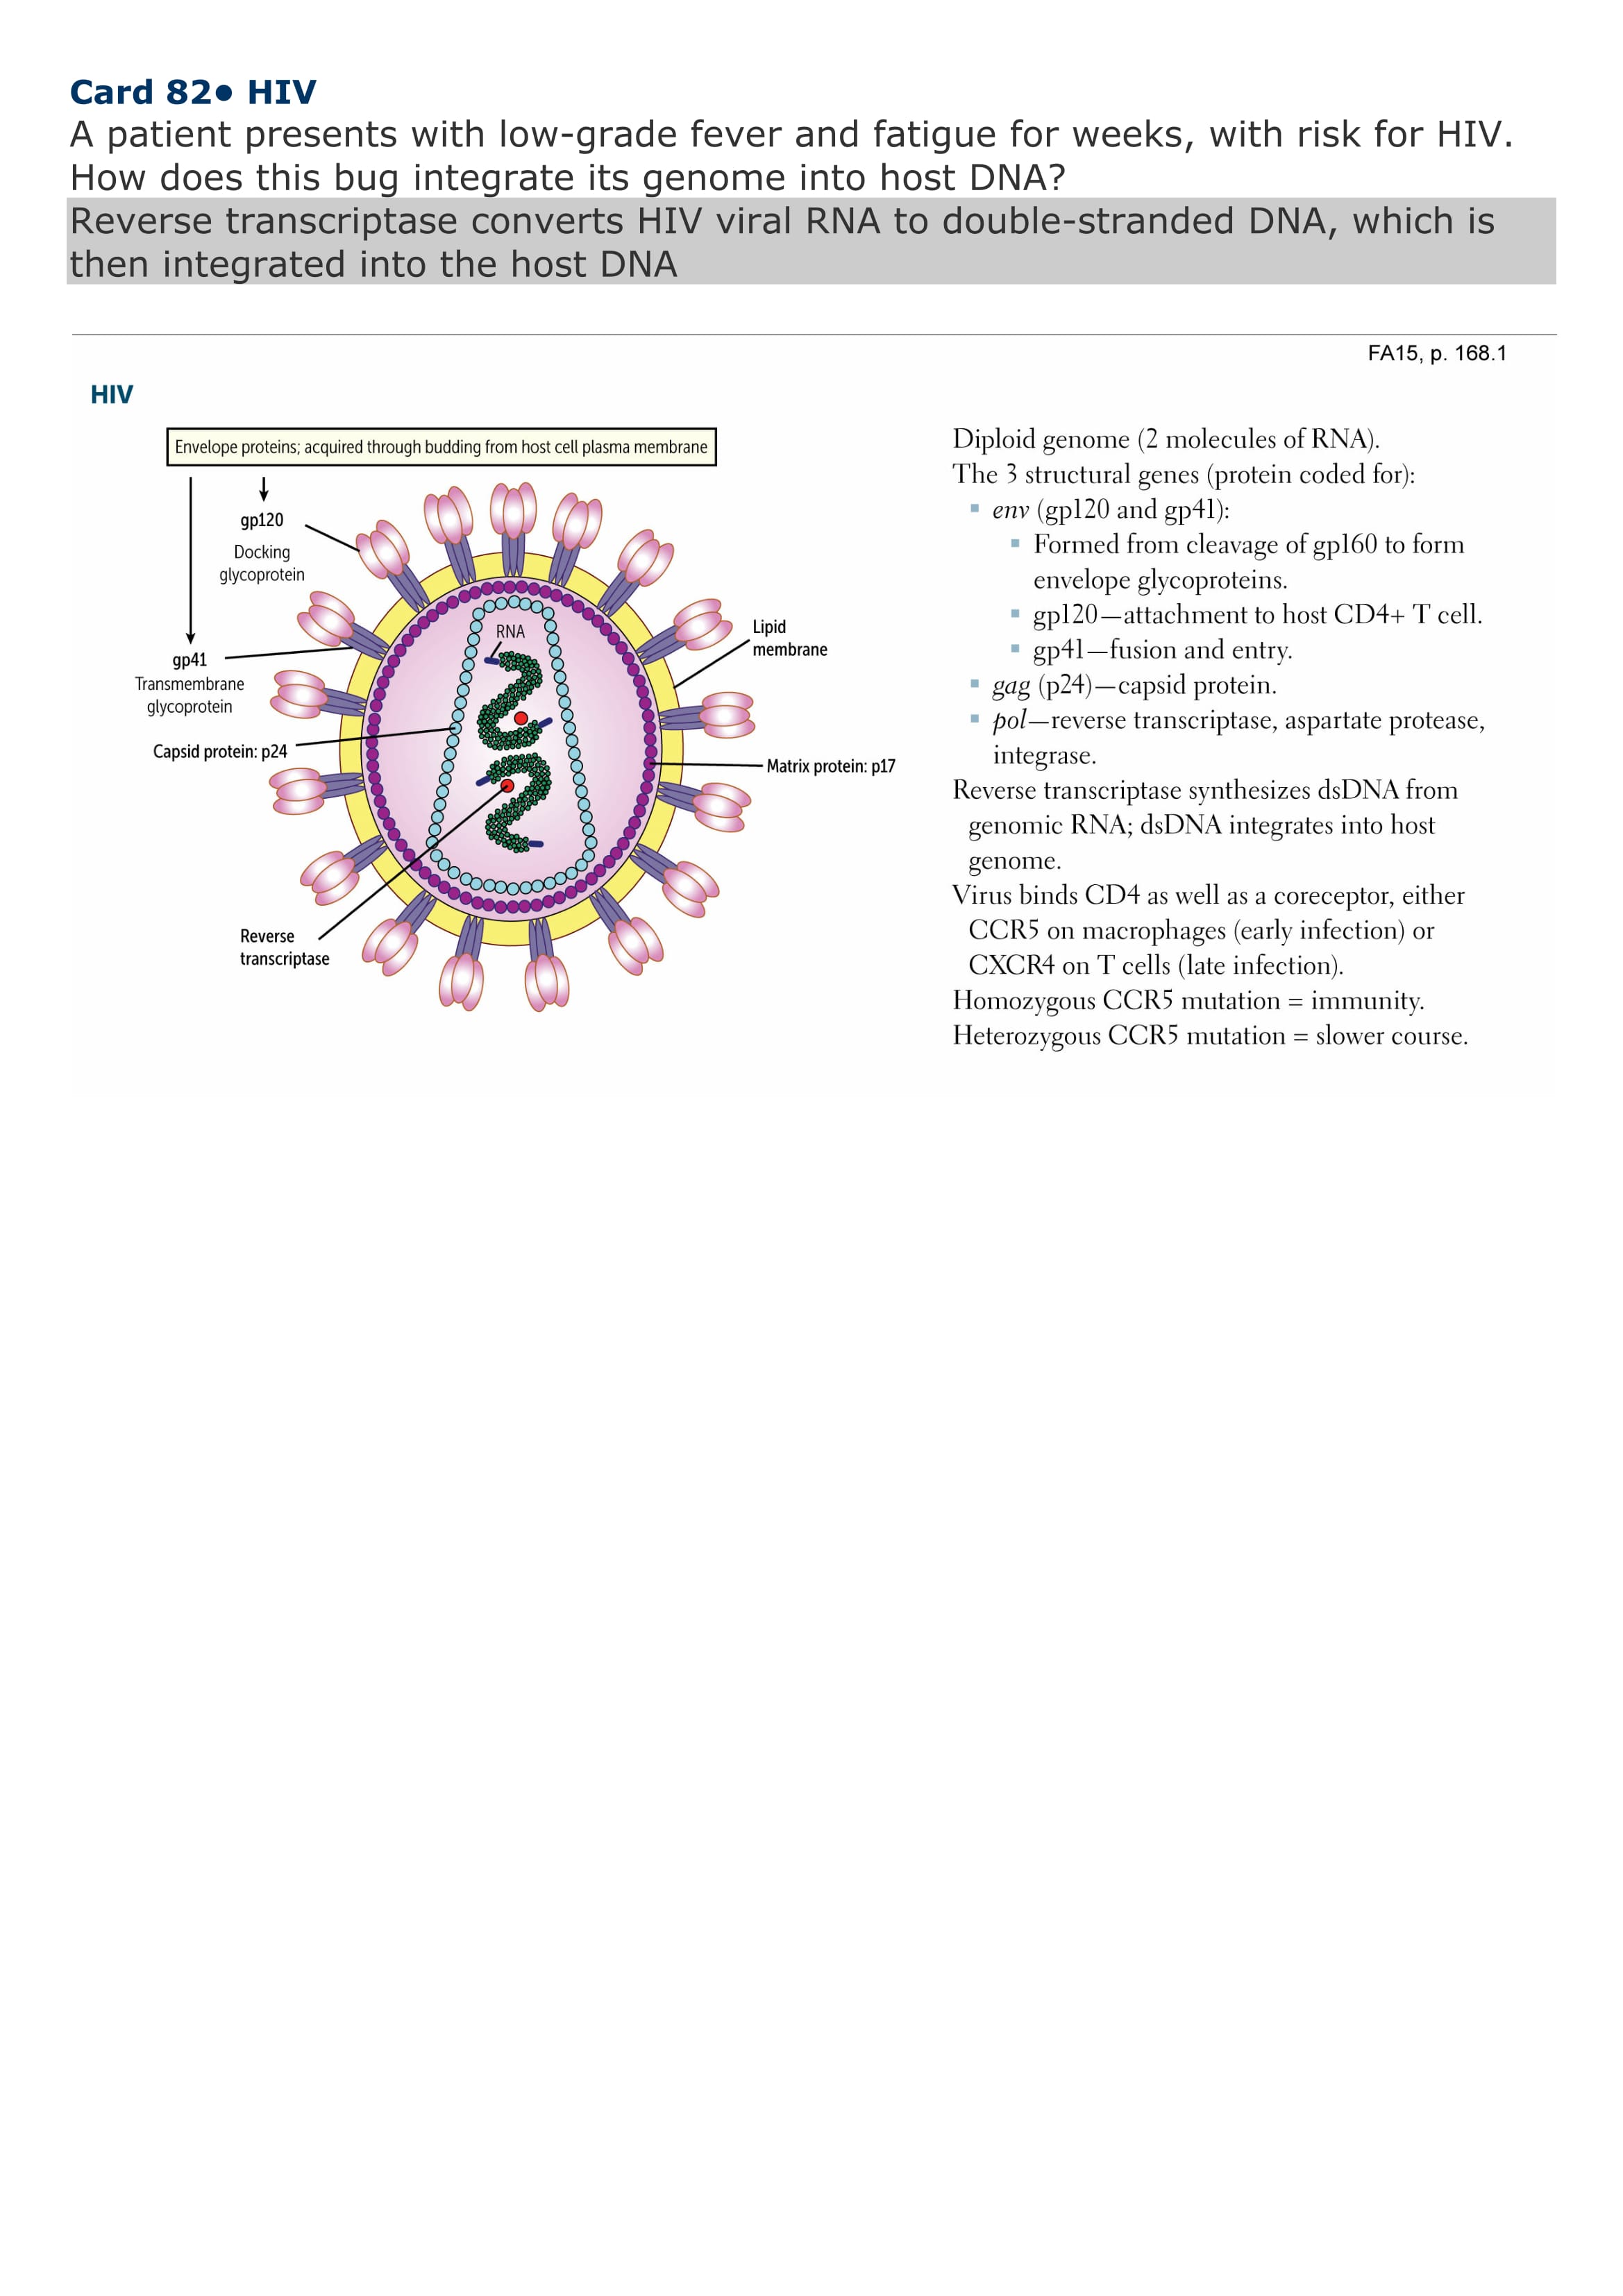 Card 82● HIV
A patient presents with low-grade fever and fatigue for weeks, with risk for HIV.
How does this bug integrate its genome into host DNA?
Reverse transcriptase converts HIV viral RNA to double-stranded DNA, which is
then integrated into the host DNA
FA15, p. 168.1
HIV
Envelope proteins; acquired through budding from host cell plasma membrane
gp120
Docking
glycoprotein
gp41
Transmembrane
glycoprotein
Capsid protein: p24
Reverse
transcriptase
RNA
Lipid
membrane
Matrix protein: p17
Diploid genome (2 molecules of RNA).
The 3 structural genes (protein coded for):
▪ env (gp120 and gp41):
▪ Formed from cleavage of gp160 to form
envelope glycoproteins.
▪ gp120—attachment to host CD4+ T cell.
▪ gp41—fusion and entry.
▪ gag (p24)—capsid protein.
▪ pol—reverse transcriptase, aspartate protease,
integrase.
Reverse transcriptase synthesizes dsDNA from
genomic RNA; dsDNA integrates into host
genome.
Virus binds CD4 as well as a coreceptor, either
CCR5 on macrophages (early infection) or
CXCR4 on T cells (late infection).
Homozygous CCR5 mutation = immunity.
Heterozygous CCR5 mutation = slower course.